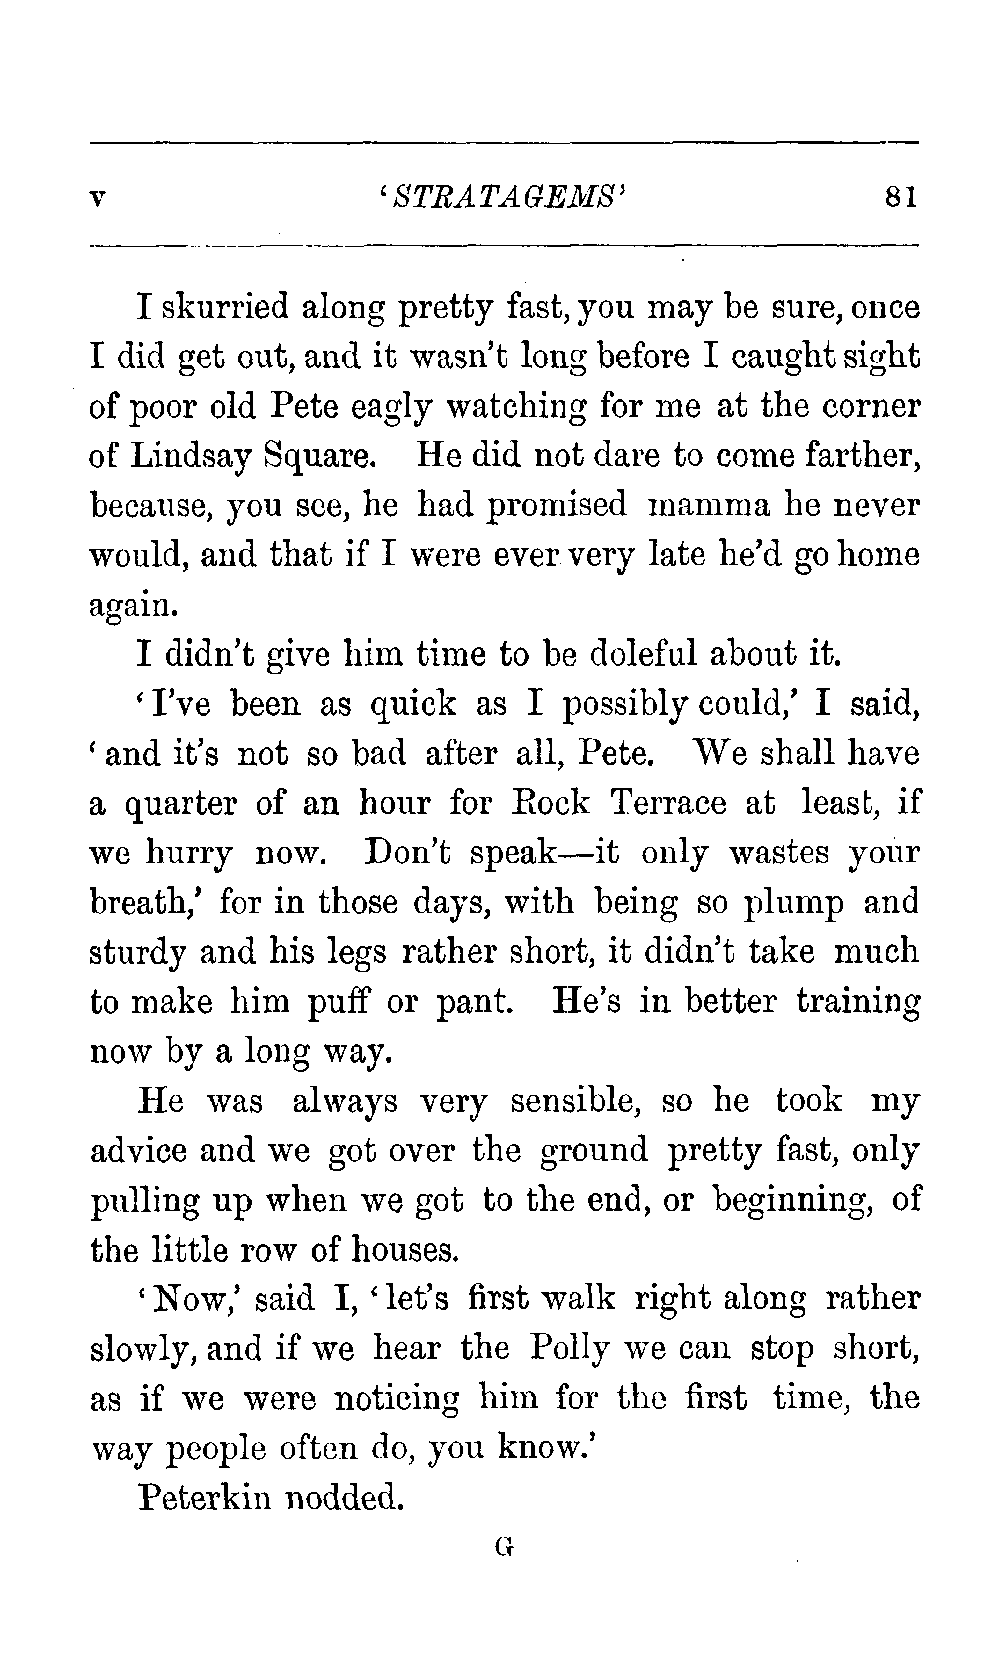 v 'STRATAGEMS' 81
I skurried along pretty fast, you may be sure, once
I did get out, and it wasn't long before I caught sight
of poor old Pete eagly watching for me at the corner
of Lindsay Square. He did not dare to come farther,
because, you see, he had promised mamma he never
would, and that if I were ever very late he'd go home
again.
I didn't give him time to be doleful about it.
'I've been as quick as I possibly could,' I said,
'and it's not so bad after all, Pete. We shall have
a quarter of an hour for Rock Terrace at least, if
we hurry now. Don't speak—it only wastes your
breath,' for in those days, with being so plump and
sturdy and his legs rather short, it didn't take much
to make him puff or pant. He's in better training
now by a long way.
He was always very sensible, so he took my
advice and we got over the ground pretty fast, only
pulling up when we got to the end, or beginning, of
the little row of houses.
'Now,' said I, 'let's first walk right along rather
slowly, and if we hear the Polly we can stop short,
as if we were noticing him for the first time, the
way people often do, you know.'
Peterkin nodded.
G